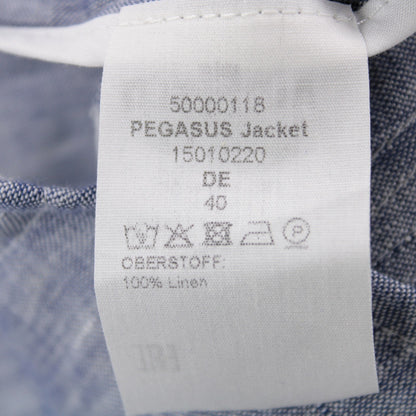 50000118
PEGASUS Jacket
15010220
DE
40
P
OBERSTOFF:
100% Linen